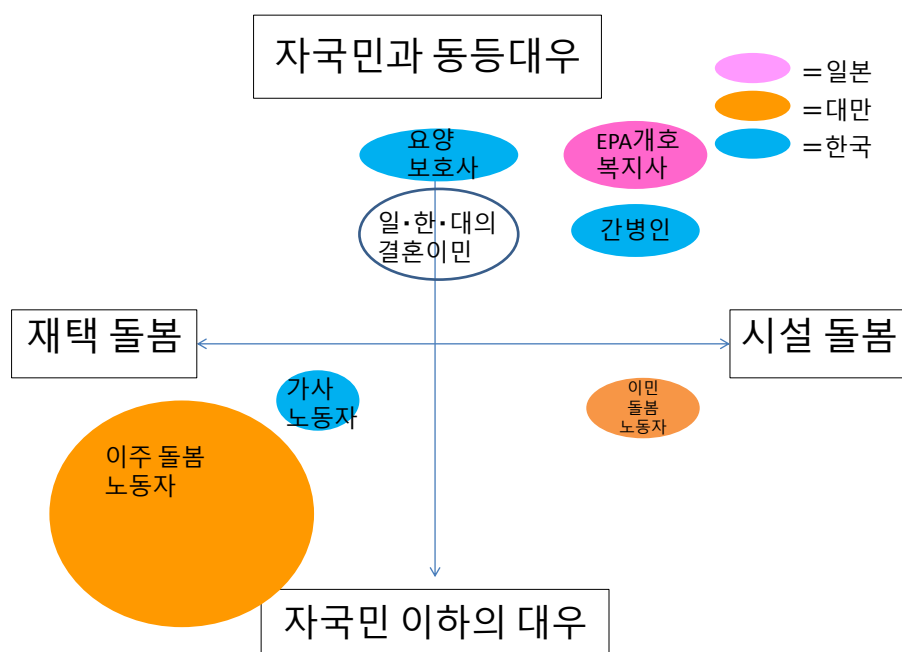 자국민과 동등대우
=일본
=대만
=한국
요양
보호사
EPA개호
복지사
일·한·대의
결혼이민
간병인
재택 돌봄
시설 돌봄
가사
노동자
이민
돌봄
노동자
이주 돌봄
노동자
자국민 이하의 대우